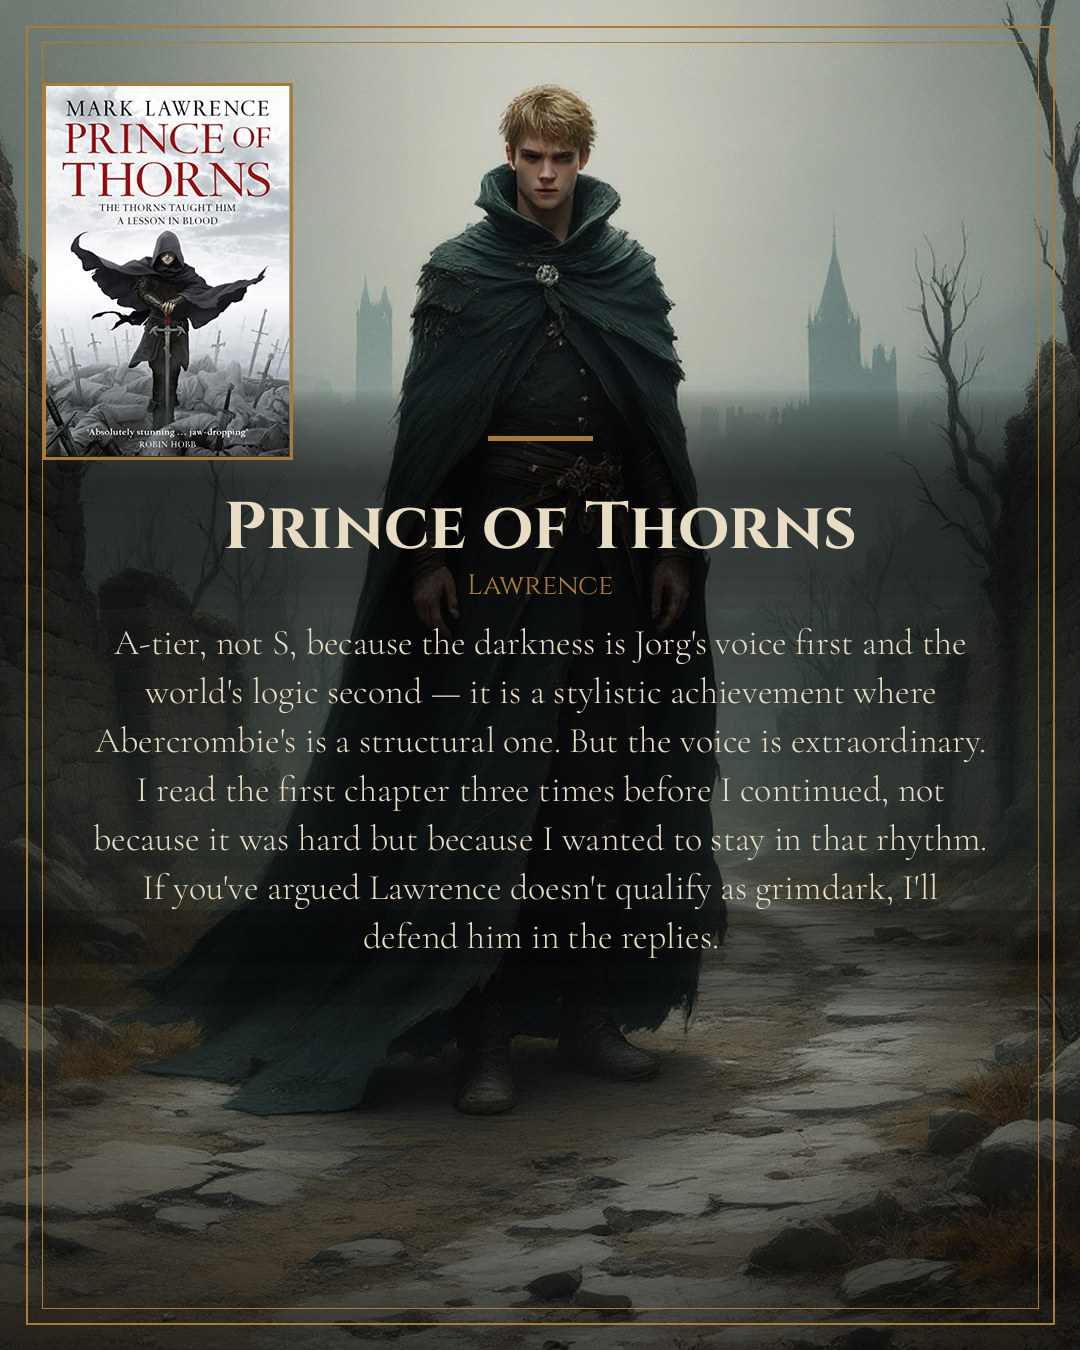 MARK LAWRENCE
PRINCE OF
THORNS
THE THORNS TAUGHT HIM
A LESSON IN BLOOD
'Absolutely stunning ... jaw-dropping'
ROBIN HOBB
Prince of Thorns
Lawrence
A-tier, not S, because the darkness is Jorg's voice first and the
world's logic second — it is a stylistic achievement where
Abercrombie's is a structural one. But the voice is extraordinary.
I read the first chapter three times before I continued, not
because it was hard but because I wanted to stay in that rhythm.
If you've argued Lawrence doesn't qualify as grimdark, I'll
defend him in the replies.